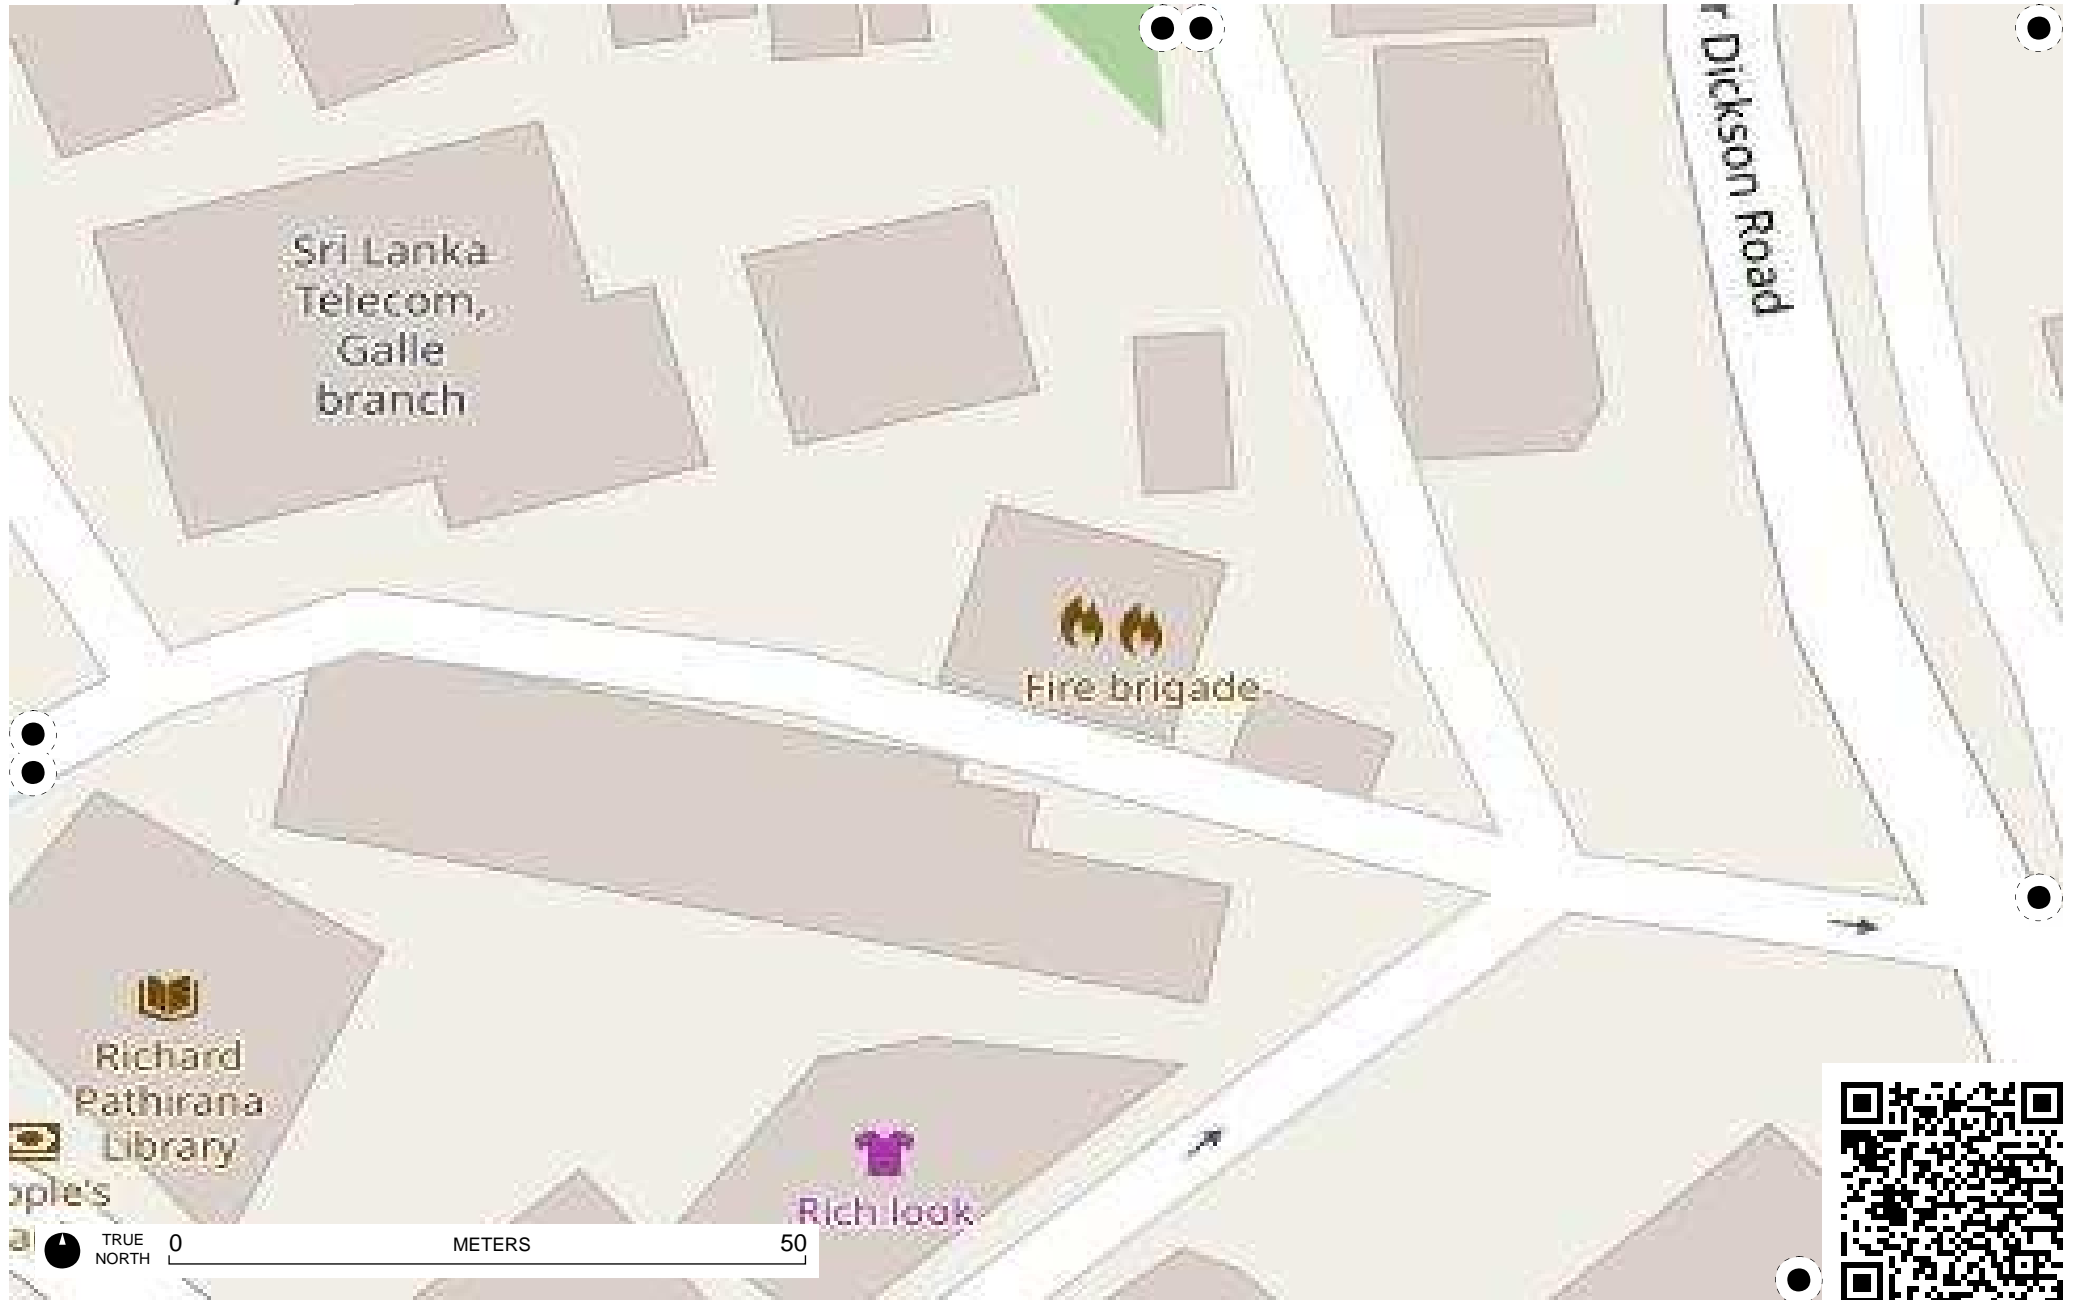 r Dickson Road
Sri Lanka
Telecom,
Galle
branch
Fire brigade
Richard
Pathirana
Library
ople's
Rich look
TRUE
NORTH
0
METERS
50